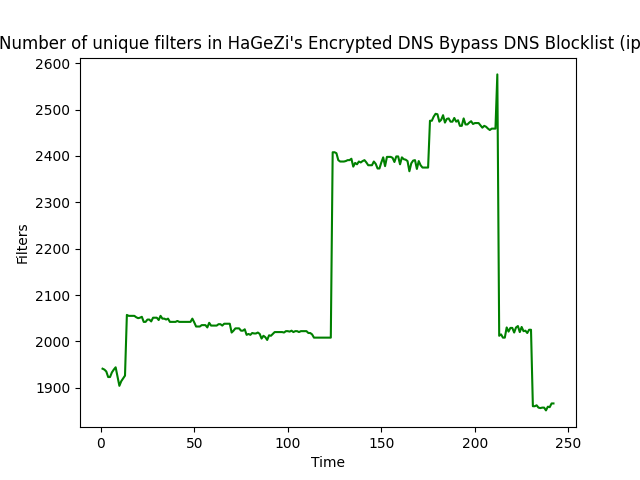 Number of unique filters in HaGeZi's Encrypted DNS Bypass DNS Blocklist (ip
2600
2500
2400
2300
2200
2100
2000
1900
Filters
0 50 100 150 200 250
Time